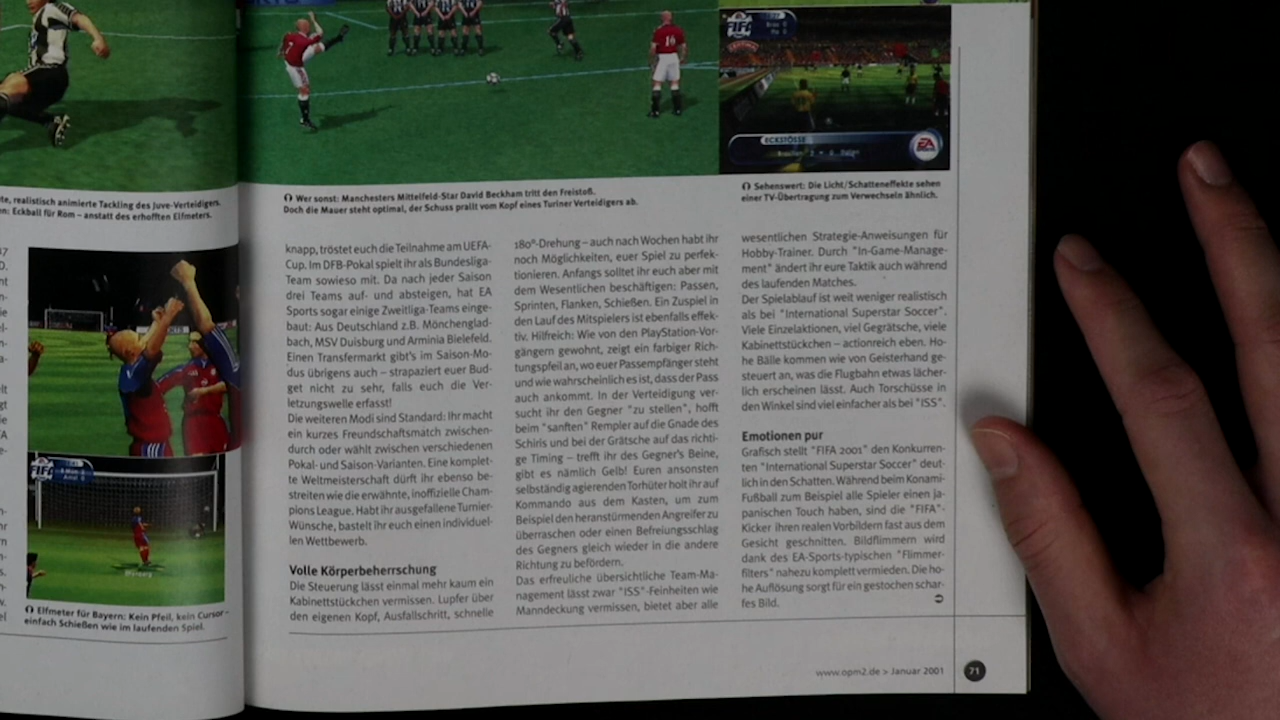 FIFA
ECKSTÖSSE
EA
te, realistisch animierte Tackling des Juve-Verteidigers.
en: Eckball für Rom – anstatt des erhofften Elfmeters.
Wer sonst: Manchesters Mittelfeld-Star David Beckham tritt den Freistoß.
Doch die Mauer steht optimal, der Schuss prallt vom Kopf eines Turiner Verteidigers ab.
Sehenswert: Die Licht/Schatteneffekte sehen
einer TV-Übertragung zum Verwechseln ähnlich.
Elfmeter für Bayern: Kein Pfeil, kein Cursor –
einfach Schießen wie im laufenden Spiel.
knapp, tröstet euch die Teilnahme am UEFA-
Cup. Im DFB-Pokal spielt ihr als Bundesliga-
Team sowieso mit. Da nach jeder Saison
drei Teams auf- und absteigen, hat EA
Sports sogar einige Zweitliga-Teams einge-
baut: Aus Deutschland z.B. Mönchenglad-
bach, MSV Duisburg und Arminia Bielefeld.
Einen Transfermarkt gibt's im Saison-Mo-
dus übrigens auch – strapaziert euer Bud-
get nicht zu sehr, falls euch die Ver-
letzungswelle erfasst!
Die weiteren Modi sind Standard: Ihr macht
ein kurzes Freundschaftsmatch zwischen-
durch oder wählt zwischen verschiedenen
Pokal- und Saison-Varianten. Eine komplet-
te Weltmeisterschaft dürft ihr ebenso be-
streiten wie die erwähnte, inoffizielle Cham-
pions League. Habt ihr ausgefallene Turnier-
Wünsche, bastelt ihr euch einen individuel-
len Wettbewerb.
Volle Körperbeherrschung
Die Steuerung lässt einmal mehr kaum ein
Kabinettstückchen vermissen. Lupfer über
den eigenen Kopf, Ausfallschritt, schnelle
180°-Drehung – auch nach Wochen habt ihr
noch Möglichkeiten, euer Spiel zu perfek-
tionieren. Anfangs solltet ihr euch aber mit
dem Wesentlichen beschäftigen: Passen,
Sprinten, Flanken, Schießen. Ein Zuspiel in
den Lauf des Mitspielers ist ebenfalls effek-
tiv. Hilfreich: Wie von den PlayStation-Vor-
gängern gewohnt, zeigt ein farbiger Rich-
tungspfeil an, wo euer Passempfänger steht
und wie wahrscheinlich es ist, dass der Pass
auch ankommt. In der Verteidigung ver-
sucht ihr den Gegner "zu stellen", hofft
beim "sanften" Rempler auf die Gnade des
Schiris und bei der Grätsche auf das richti-
ge Timing – trefft ihr des Gegner's Beine,
gibt es nämlich Gelb! Euren ansonsten
selbständig agierenden Torhüter holt ihr auf
Kommando aus dem Kasten, um zum
Beispiel den heranstürmenden Angreifer zu
überraschen oder einen Befreiungsschlag
des Gegners gleich wieder in die andere
Richtung zu befördern.
Das erfreuliche übersichtliche Team-Ma-
nagement lässt zwar "ISS"-Feinheiten wie
Manndeckung vermissen, bietet aber alle
wesentlichen Strategie-Anweisungen für
Hobby-Trainer. Durch "In-Game-Manage-
ment" ändert ihr eure Taktik auch während
des laufenden Matches.
Der Spielablauf ist weit weniger realistisch
als bei "International Superstar Soccer".
Viele Einzelaktionen, viel Gegrätsche, viele
Kabinettstückchen – actionreich eben. Ho-
he Bälle kommen wie von Geisterhand ge-
steuert an, was die Flugbahn etwas lächer-
lich erscheinen lässt. Auch Torschüsse in
den Winkel sind viel einfacher als bei "ISS".
Emotionen pur
Grafisch stellt "FIFA 2001" den Konkurren-
ten "International Superstar Soccer" deut-
lich in den Schatten. Während beim Konami-
Fußball zum Beispiel alle Spieler einen ja-
panischen Touch haben, sind die "FIFA"-
Kicker ihren realen Vorbildern fast aus dem
Gesicht geschnitten. Bildflimmern wird
dank des EA-Sports-typischen "Flimmer-
filters" nahezu komplett vermieden. Die ho-
he Auflösung sorgt für ein gestochen schar-
fes Bild.
www.opm2.de > Januar 2001
71